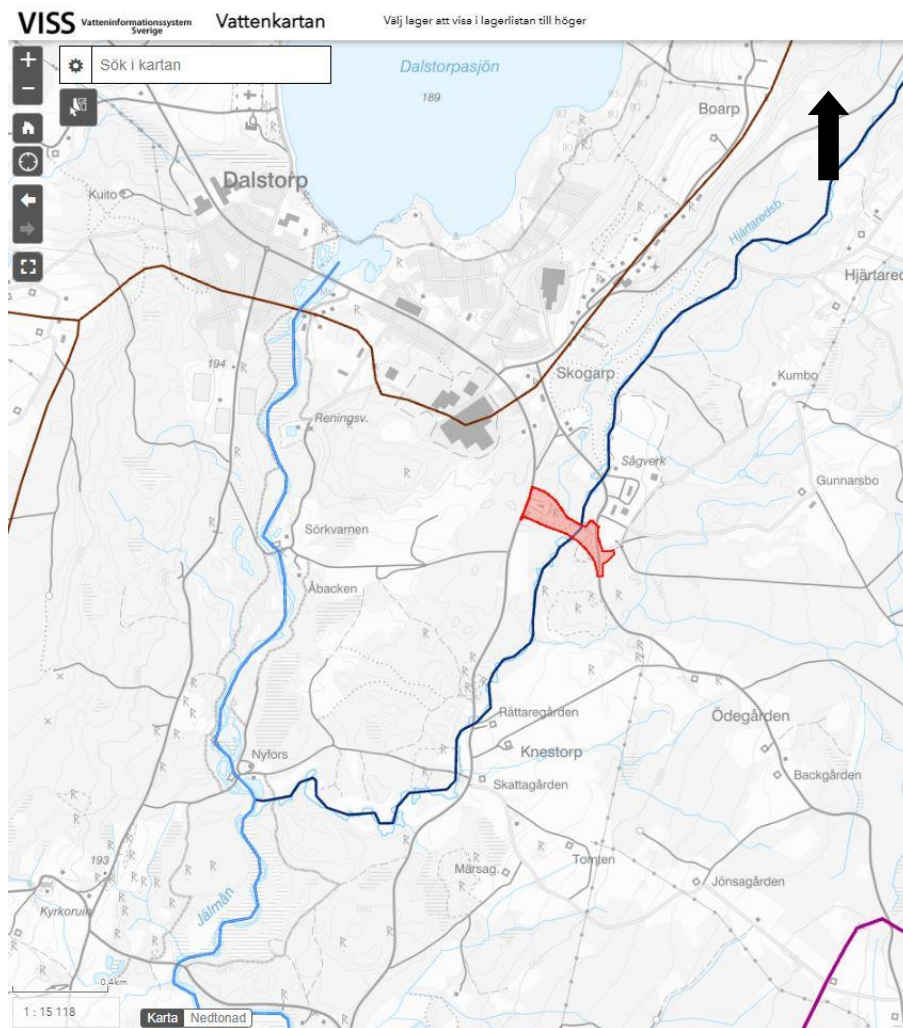 VISS Vatteninformationssystem Sverige Vattenkartan Välj lager att visa i lagerlistan till höger
Sök i kartan
Dalstorpasjön
189
Boarp
Dalstorp
Kuito
Hjärtaredsb.
Hjärtared
194
Skogarp
Kumbo
Reningsv.
Sågverk
Gunnarsbo
Sörkvarnen
Åbacken
Rättaregården
Ödegården
Nyfors
Knestorp
Backgården
Skattagården
193
Tomten
Märsag.
Jönsagården
Kyrkoruin
Jälmån
0.4km
1 : 15 118
Karta Nedtonad